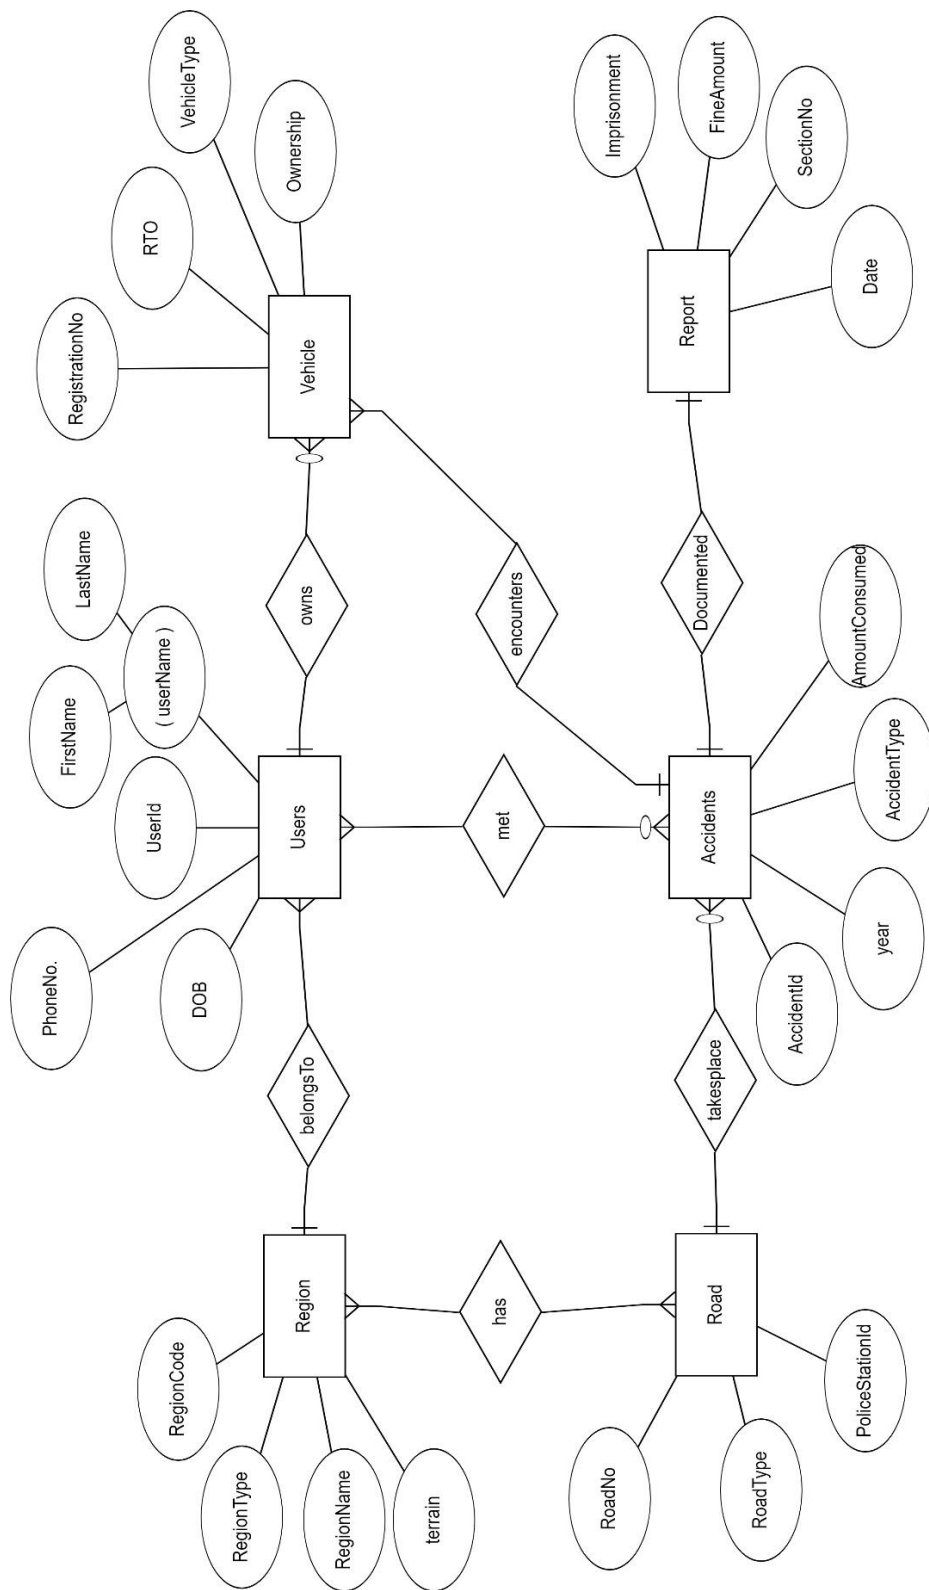 PhoneNo.
FirstName
LastName
RegistrationNo
RTO
VehicleType
DOB
UserId
( userName )
Ownership
RegionCode
RegionType
RegionName
terrain
Region
belongsTo
Users
owns
Vehicle
has
met
encounters
Road
takesplace
Accidents
Documented
Report
Imprisonment
FineAmount
SectionNo
Date
RoadNo
RoadType
PoliceStationId
AccidentId
year
AccidentType
AmountConsumed